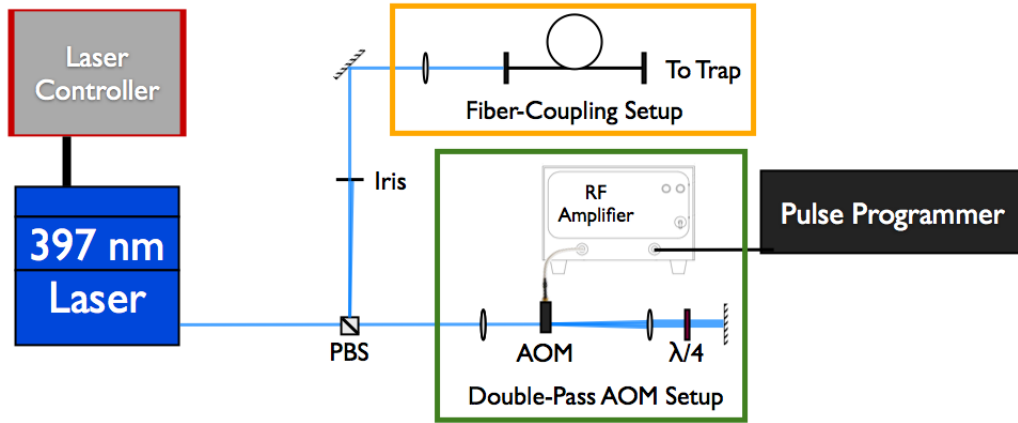 Laser
Controller
To Trap
Fiber-Coupling Setup
Iris
RF
Amplifier
Pulse Programmer
397 nm
Laser
PBS
AOM
λ/4
Double-Pass AOM Setup